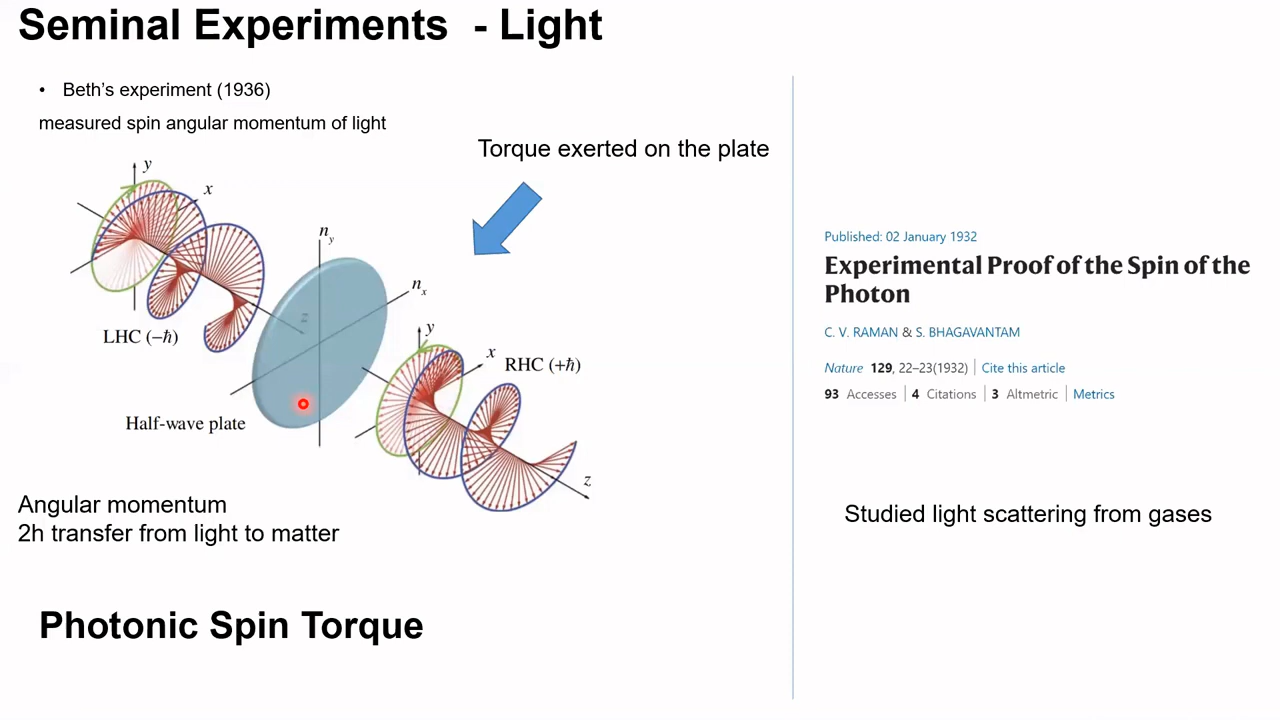 Seminal Experiments - Light
• Beth’s experiment (1936)
measured spin angular momentum of light
Torque exerted on the plate
y
x
n_y
n_x
z
LHC (−ħ)
y
x
RHC (+ħ)
Half-wave plate
z
Angular momentum
2h transfer from light to matter
Photonic Spin Torque
Published: 02 January 1932
Experimental Proof of the Spin of the
Photon
C. V. RAMAN & S. BHAGAVANTAM
Nature 129, 22–23(1932) | Cite this article
93 Accesses | 4 Citations | 3 Altmetric | Metrics
Studied light scattering from gases